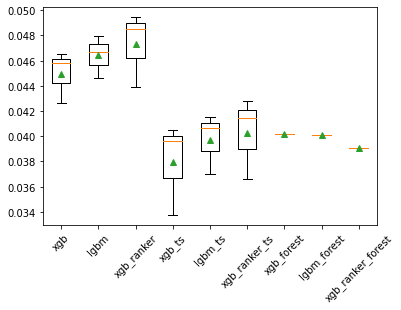 0.050
0.048
0.046
0.044
0.042
0.040
0.038
0.036
0.034
xgb
lgbm
xgb_ranker
xgb_ts
lgbm_ts
xgb_ranker_ts
xgb_forest
lgbm_forest
xgb_ranker_forest